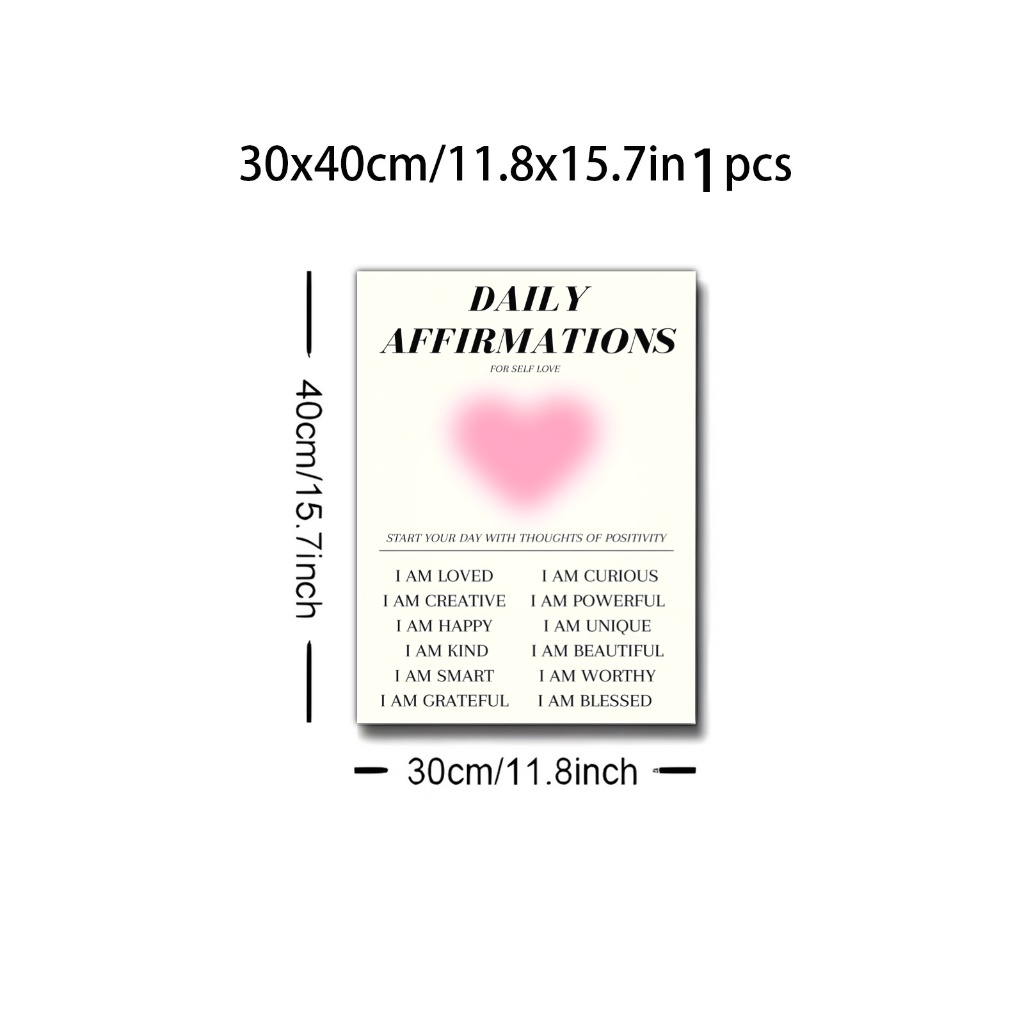 30x40cm/11.8x15.7in 1 pcs
DAILY
AFFIRMATIONS
FOR SELF LOVE
START YOUR DAY WITH THOUGHTS OF POSITIVITY
I AM LOVED
I AM CREATIVE
I AM HAPPY
I AM KIND
I AM SMART
I AM GRATEFUL
I AM CURIOUS
I AM POWERFUL
I AM UNIQUE
I AM BEAUTIFUL
I AM WORTHY
I AM BLESSED
40cm/15.7inch
30cm/11.8inch